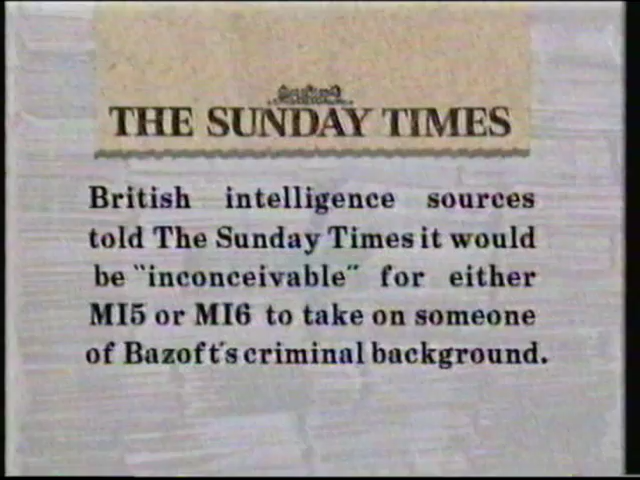 THE SUNDAY TIMES
British intelligence sources
told The Sunday Times it would
be "inconceivable" for either
MI5 or MI6 to take on someone
of Bazoft's criminal background.